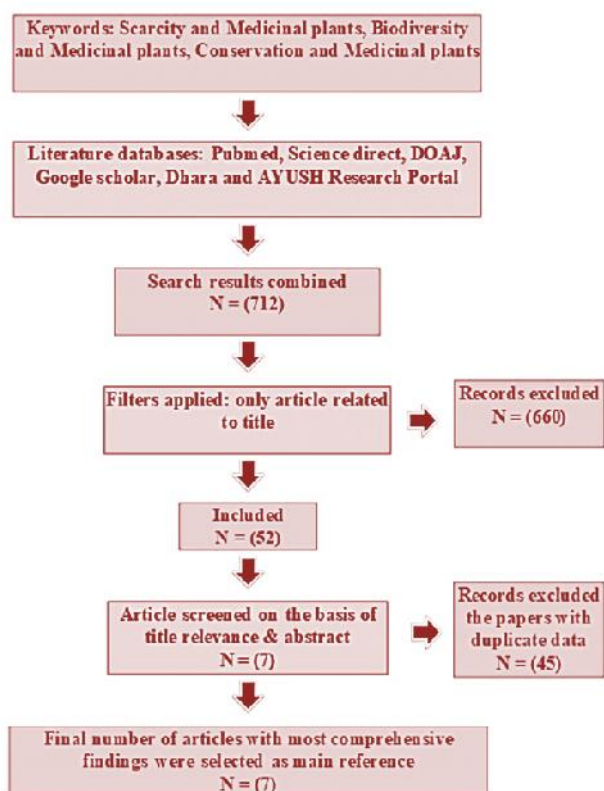 Keywords: Scarcity and Medicinal plants, Biodiversity
and Medicinal plants, Conservation and Medicinal plants
Literature databases: Pubmed, Science direct, DOAJ,
Google scholar, Dhara and AYUSH Research Portal
Search results combined
N = (712)
Filters applied: only article related
to title
Records excluded
N = (660)
Included
N = (52)
Article screened on the basis of
title relevance & abstract
N = (7)
Records excluded
the papers with
duplicate data
N = (45)
Final number of articles with most comprehensive
findings were selected as main reference
N = (7)